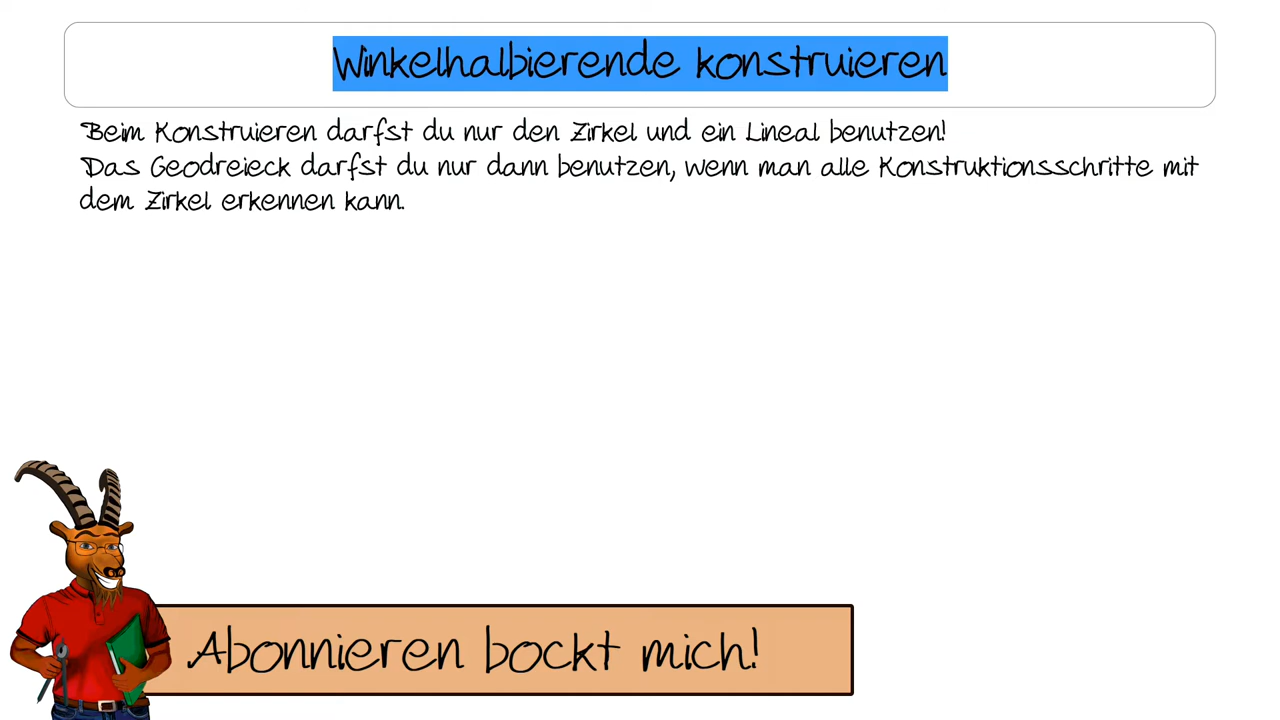 Winkelhalbierende konstruieren
Beim Konstruieren darfst du nur den Zirkel und ein Lineal benutzen!
Das Geodreieck darfst du nur dann benutzen, wenn man alle Konstruktionsschritte mit
dem Zirkel erkennen kann.
Abonnieren bockt mich!